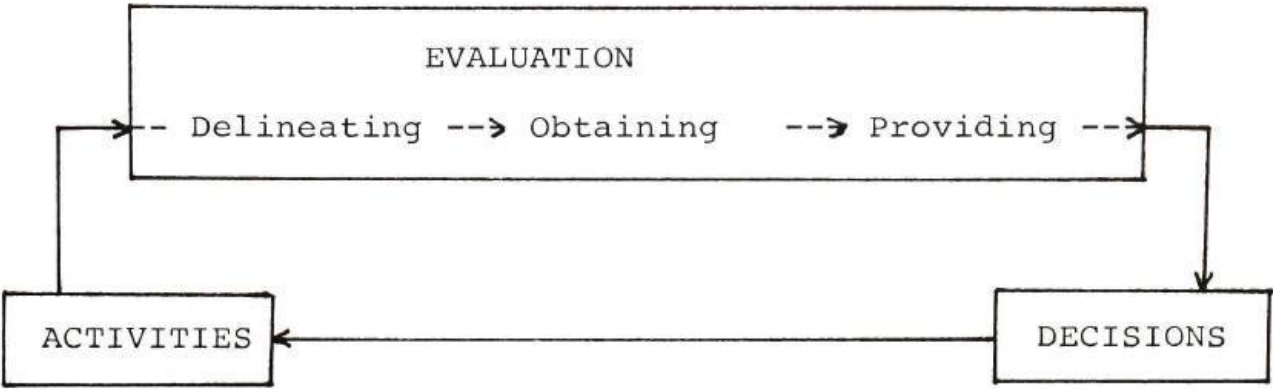 EVALUATION
-- Delineating --> Obtaining --> Providing -->
ACTIVITIES
DECISIONS